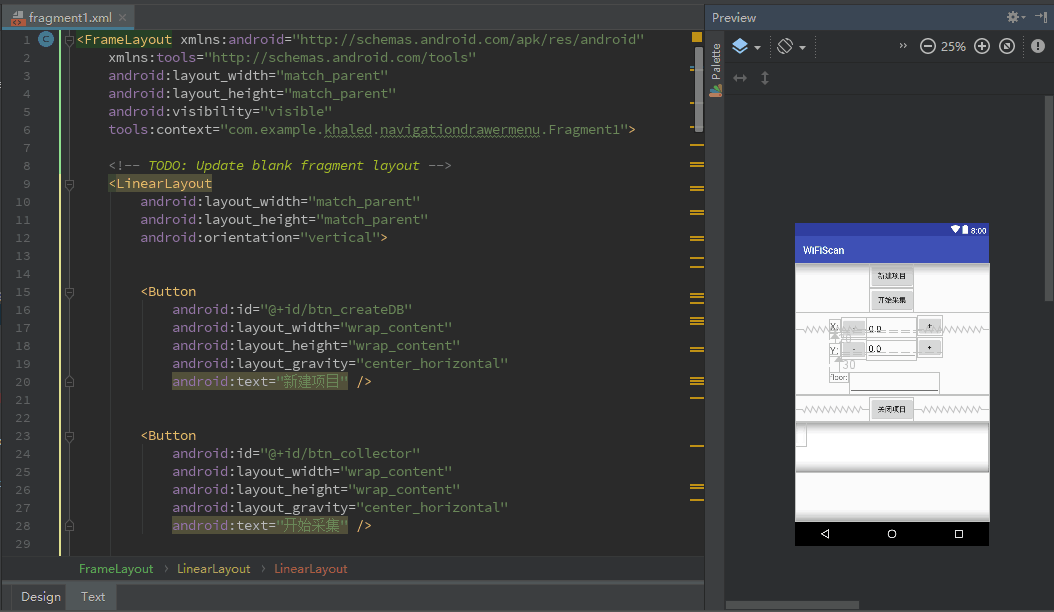 fragment1.xml
Preview
1 <FrameLayout xmlns:android="http://schemas.android.com/apk/res/android"
2 xmlns:tools="http://schemas.android.com/tools"
3 android:layout_width="match_parent"
4 android:layout_height="match_parent"
5 android:visibility="visible"
6 tools:context="com.example.khaled.navigationdrawermenu.Fragment1">
7
8 <!-- TODO: Update blank fragment layout -->
9 <LinearLayout
10 android:layout_width="match_parent"
11 android:layout_height="match_parent"
12 android:orientation="vertical">
13
14
15 <Button
16 android:id="@+id/btn_createDB"
17 android:layout_width="wrap_content"
18 android:layout_height="wrap_content"
19 android:layout_gravity="center_horizontal"
20 android:text="新建项目" />
21
22
23 <Button
24 android:id="@+id/btn_collector"
25 android:layout_width="wrap_content"
26 android:layout_height="wrap_content"
27 android:layout_gravity="center_horizontal"
28 android:text="开始采集" />
29
FrameLayout › LinearLayout › LinearLayout
Design Text
Palette
25%
8:00
WiFiScan
新建项目
开始采集
X: - 0.0 +
Y: - 0.0 +
30
floor:
关闭项目